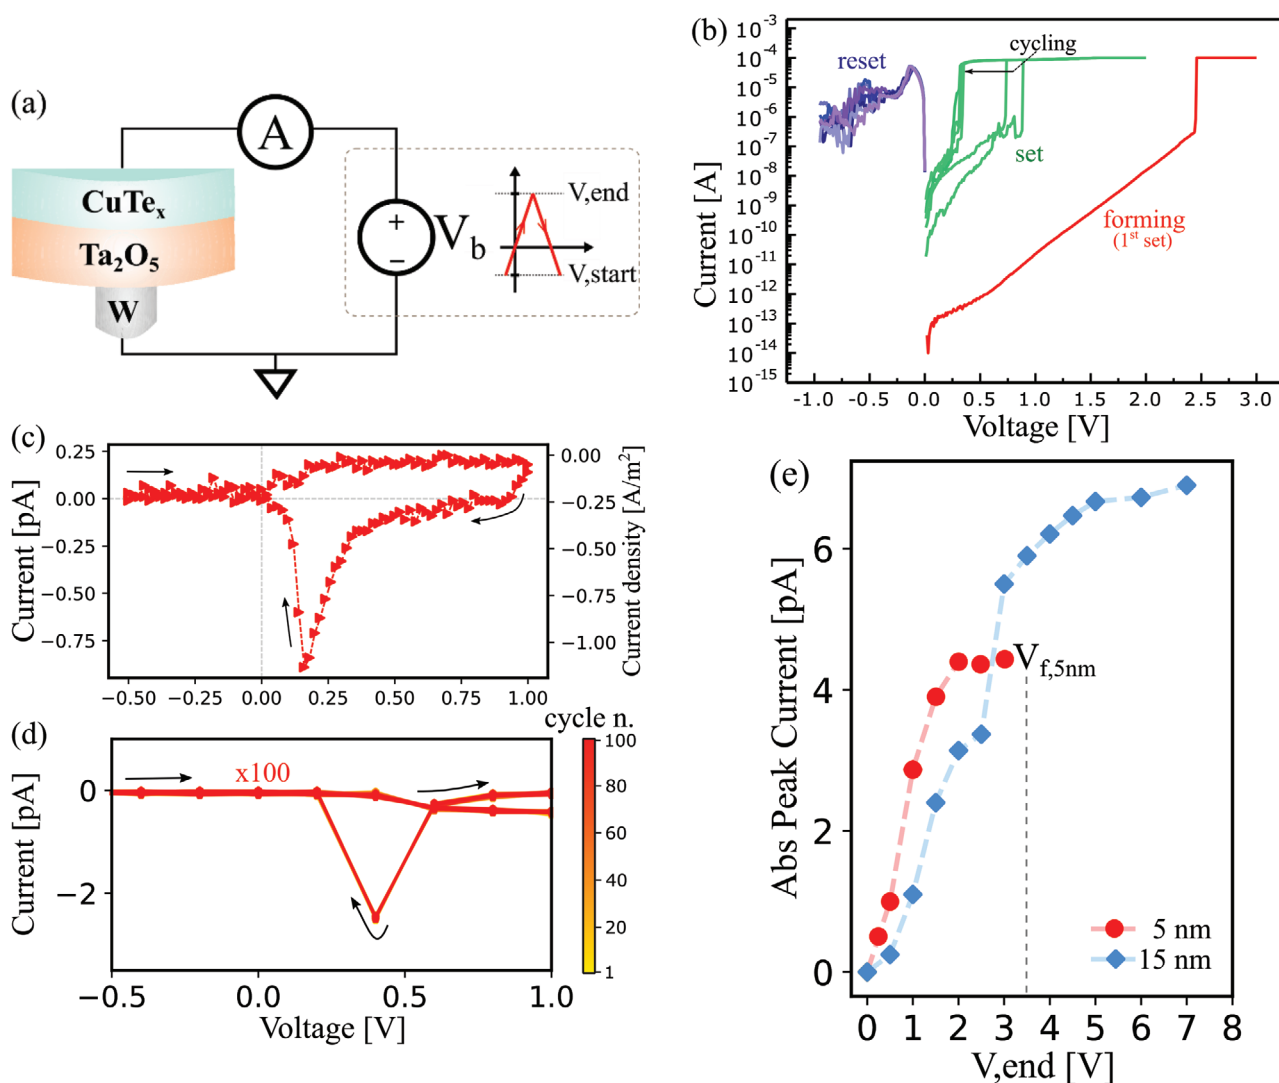 (a)
A
CuTeₓ
Ta₂O₅
W
+
−
V_b
V,end
V,start
(b)
Current [A]
10⁻³
10⁻⁴
10⁻⁵
10⁻⁶
10⁻⁷
10⁻⁸
10⁻⁹
10⁻¹⁰
10⁻¹¹
10⁻¹²
10⁻¹³
10⁻¹⁴
10⁻¹⁵
reset
cycling
set
forming
(1ˢᵗ set)
-1.0 -0.5 0.0 0.5 1.0 1.5 2.0 2.5 3.0
Voltage [V]
(c)
Current [pA]
0.25
0.00
−0.25
−0.50
−0.75
0.00
−0.25
−0.50
−0.75
−1.00
Current density [A/m²]
−0.50 −0.25 0.00 0.25 0.50 0.75 1.00
(d)
cycle n.
Current [pA]
0
−2
x100
100
80
60
40
20
1
−0.5 0.0 0.5 1.0
Voltage [V]
(e)
Abs Peak Current [pA]
6
4
2
0
V_f,5nm
5 nm
15 nm
0 1 2 3 4 5 6 7 8
V,end [V]